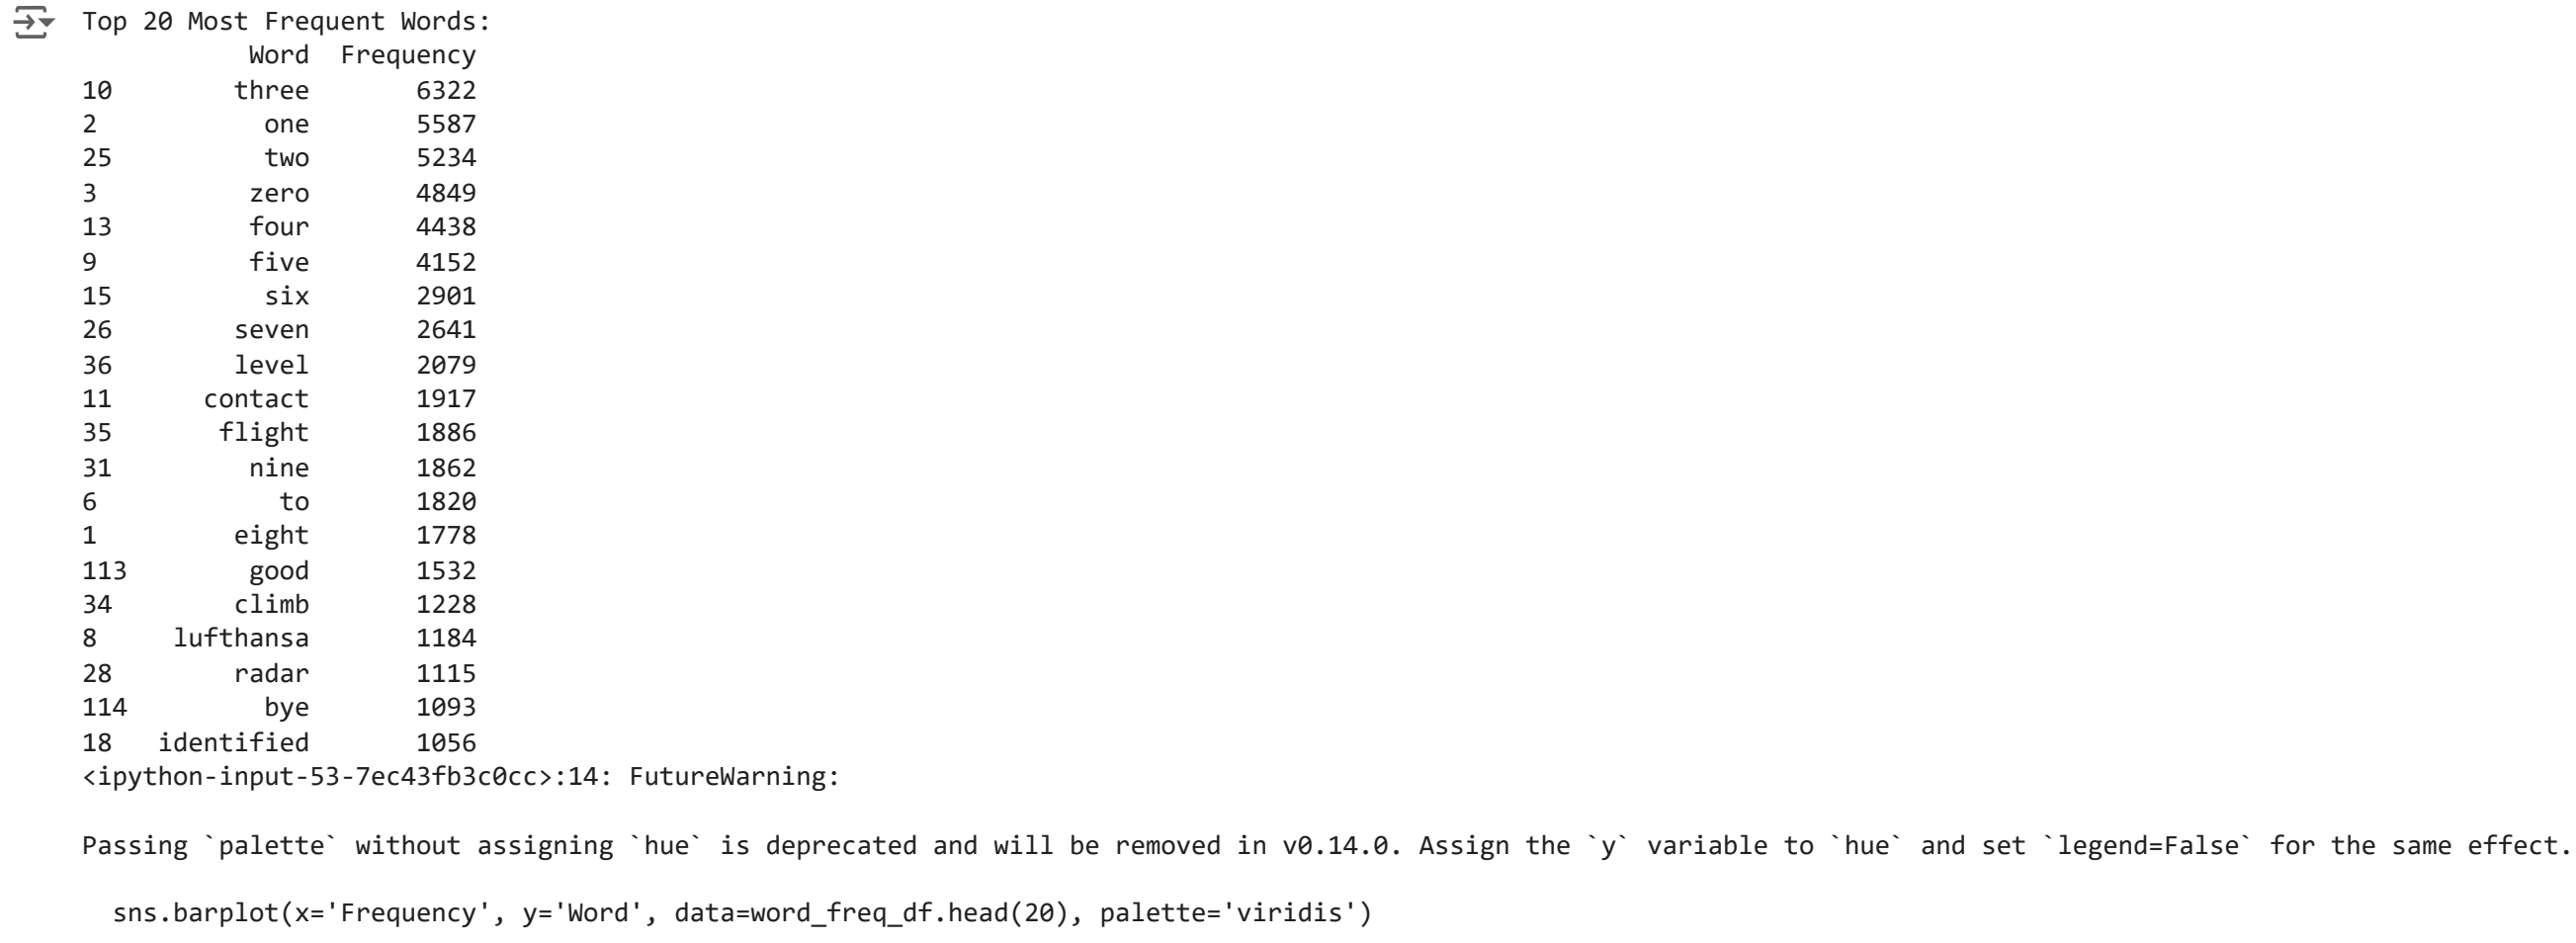 Top 20 Most Frequent Words:
Word Frequency
10 three 6322
2 one 5587
25 two 5234
3 zero 4849
13 four 4438
9 five 4152
15 six 2901
26 seven 2641
36 level 2079
11 contact 1917
35 flight 1886
31 nine 1862
6 to 1820
1 eight 1778
113 good 1532
34 climb 1228
8 lufthansa 1184
28 radar 1115
114 bye 1093
18 identified 1056
<ipython-input-53-7ec43fb3c0cc>:14: FutureWarning:
Passing `palette` without assigning `hue` is deprecated and will be removed in v0.14.0. Assign the `y` variable to `hue` and set `legend=False` for the same effect.
sns.barplot(x='Frequency', y='Word', data=word_freq_df.head(20), palette='viridis')